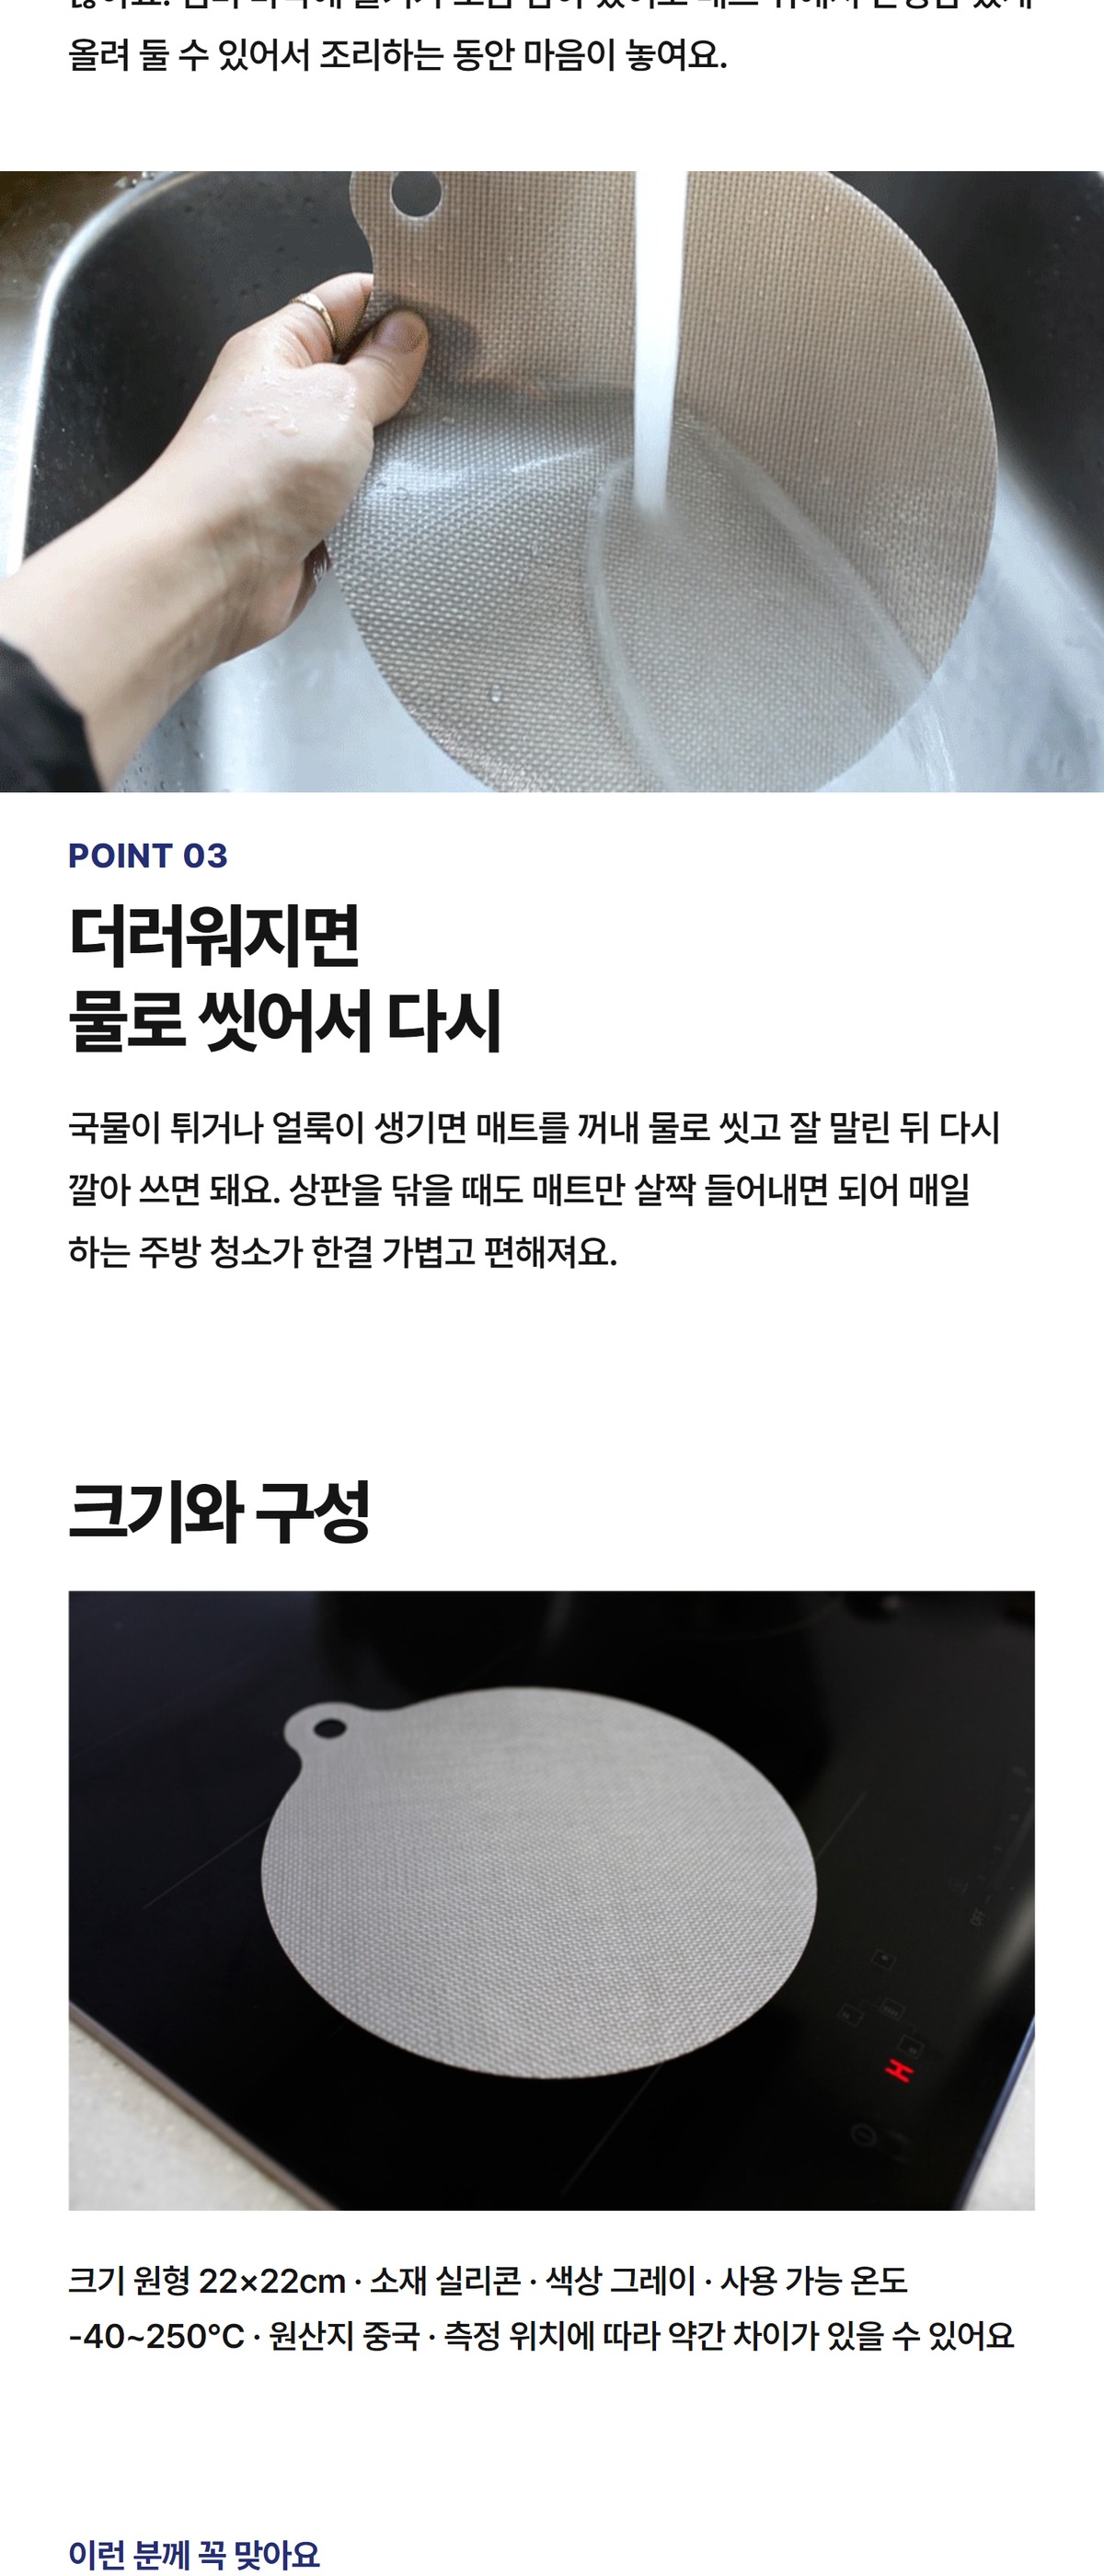 올려 둘 수 있어서 조리하는 동안 마음이 놓여요.
POINT 03
더러워지면
물로 씻어서 다시
국물이 튀거나 얼룩이 생기면 매트를 꺼내 물로 씻고 잘 말린 뒤 다시
깔아 쓰면 돼요. 상판을 닦을 때도 매트만 살짝 들어내면 되어 매일
하는 주방 청소가 한결 가볍고 편해져요.
크기와 구성
H
크기 원형 22×22cm · 소재 실리콘 · 색상 그레이 · 사용 가능 온도
-40~250°C · 원산지 중국 · 측정 위치에 따라 약간 차이가 있을 수 있어요
이런 분께 꼭 맞아요